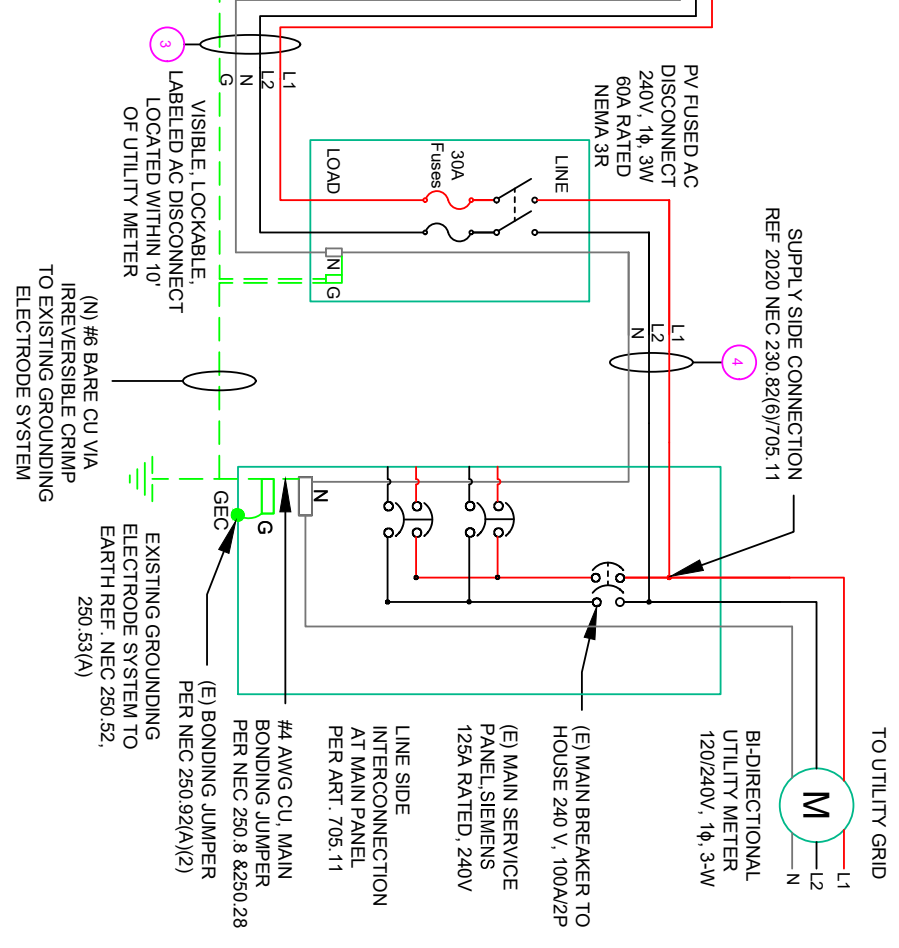 TO UTILITY GRID
L1
L2
N
M
BI-DIRECTIONAL
UTILITY METER
120/240V, 1ϕ, 3-W
SUPPLY SIDE CONNECTION
REF 2020 NEC 230.82(6)/705.11
4
L1
L2
N
PV FUSED AC
DISCONNECT
240V, 1ϕ, 3W
60A RATED
NEMA 3R
LINE
30A
Fuses
LOAD
N
G
3
L1
L2
N
G
VISIBLE, LOCKABLE,
LABELED AC DISCONNECT
LOCATED WITHIN 10'
OF UTILITY METER
(N) #6 BARE CU VIA
IRREVERSIBLE CRIMP
TO EXISTING GROUNDING
ELECTRODE SYSTEM
N
G
GEC
(E) MAIN BREAKER TO
HOUSE 240 V, 100A/2P
(E) MAIN SERVICE
PANEL,SIEMENS
125A RATED, 240V
LINE SIDE
INTERCONNECTION
AT MAIN PANEL
PER ART. 705.11
#4 AWG CU, MAIN
BONDING JUMPER
PER NEC 250.8 &250.28
(E) BONDING JUMPER
PER NEC 250.92(A)(2)
EXISTING GROUNDING
ELECTRODE SYSTEM TO
EARTH REF. NEC 250.52,
250.53(A)